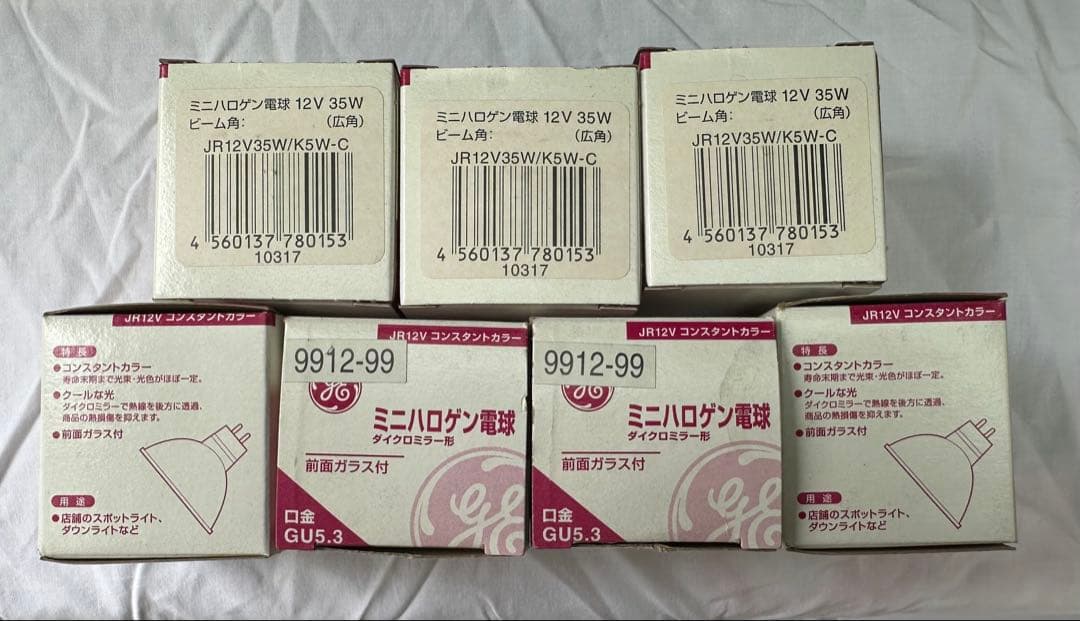 ミニハロゲン電球 12V 35W
ビーム角: (広角)
JR12V35W/K5W-C
4 560137 780153
10317
ミニハロゲン電球 12V 35W
ビーム角: (広角)
JR12V35W/K5W-C
4 560137 780153
10317
ミニハロゲン電球 12V 35W
ビーム角: (広角)
JR12V35W/K5W-C
4 560137 780153
10317
JR12V コンスタントカラー
特長
●コンスタントカラー
寿命末期まで光束・光色がほぼ一定。
●クールな光
ダイクロミラーで熱線を後方に透過、
商品の熱損傷を抑えます。
●前面ガラス付
用途
●店舗のスポットライト、
ダウンライトなど
JR12V コンスタントカラー
9912-99
GE
ミニハロゲン電球
ダイクロミラー形
前面ガラス付
口金
GU5.3
GE
JR12V コンスタントカラー
9912-99
GE
ミニハロゲン電球
ダイクロミラー形
前面ガラス付
口金
GU5.3
GE
JR12V コンスタントカラー
特長
●コンスタントカラー
寿命末期まで光束・光色がほぼ一定。
●クールな光
ダイクロミラーで熱線を後方に透過、
商品の熱損傷を抑えます。
●前面ガラス付
用途
●店舗のスポットライト、
ダウンライトなど